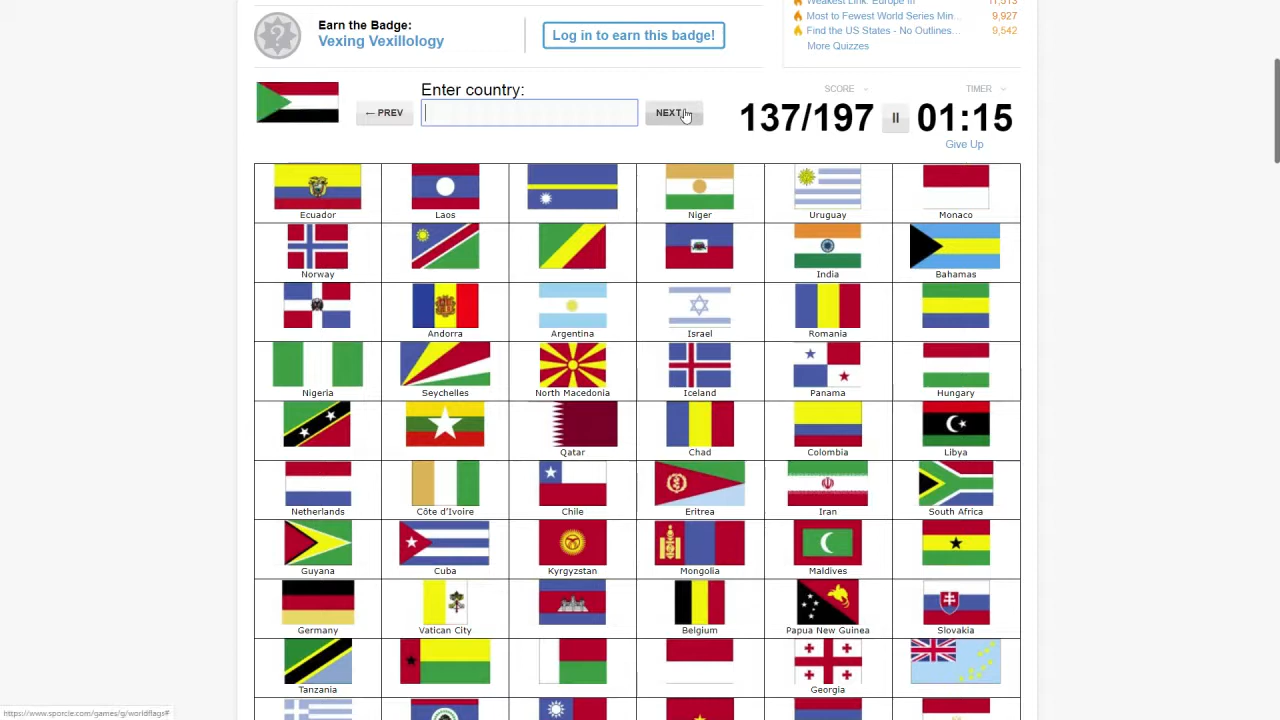 Earn the Badge:
Vexing Vexillology
Log in to earn this badge!
Most to Fewest World Series Min...
9,927
Find the US States - No Outlines...
9,542
More Quizzes
Enter country:
← PREV
NEXT
SCORE
137/197
TIMER
01:15
Give Up
Ecuador
Laos
Niger
Uruguay
Monaco
Norway
India
Bahamas
Andorra
Argentina
Israel
Romania
Nigeria
Seychelles
North Macedonia
Iceland
Panama
Hungary
Qatar
Chad
Colombia
Libya
Netherlands
Côte d'Ivoire
Chile
Eritrea
Iran
South Africa
Guyana
Cuba
Kyrgyzstan
Mongolia
Maldives
Germany
Vatican City
Belgium
Papua New Guinea
Slovakia
Tanzania
Georgia
https://www.sporcle.com/games/g/worldflags#